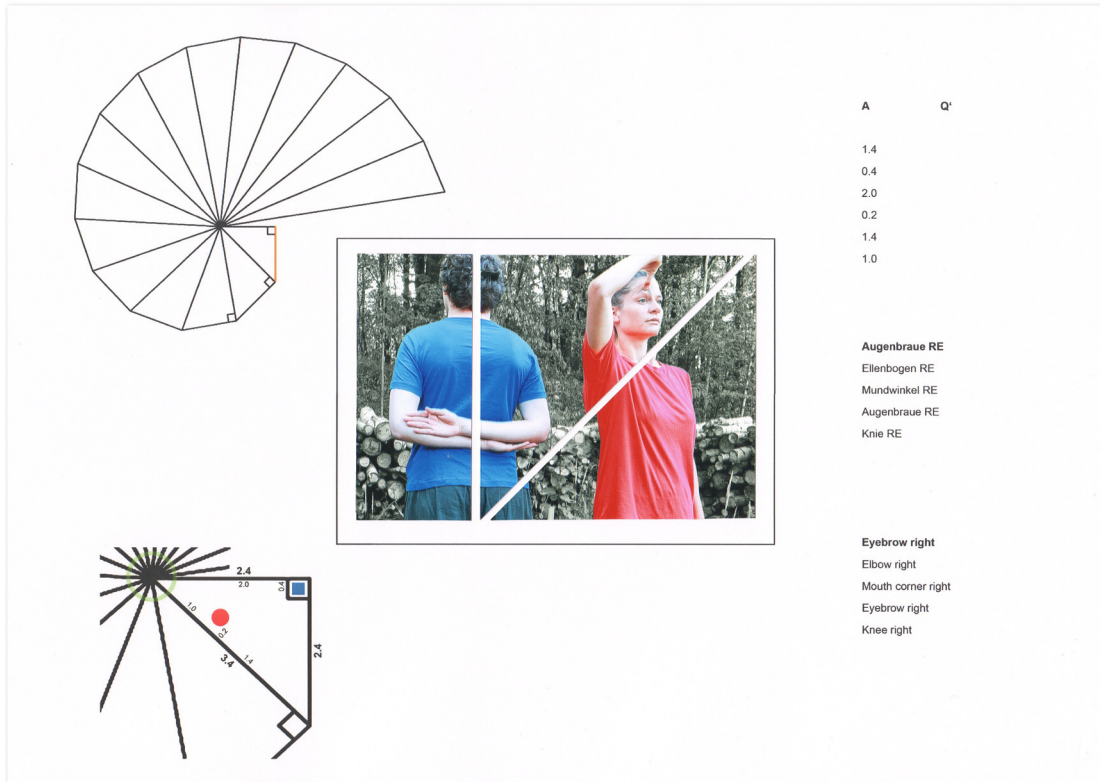 A Q‘
1.4
0.4
2.0
0.2
1.4
1.0
Augenbraue RE
Ellenbogen RE
Mundwinkel RE
Augenbraue RE
Knie RE
2.4
2.0
0.4
1.0
0.2
3.4
1.4
2.4
Eyebrow right
Elbow right
Mouth corner right
Eyebrow right
Knee right